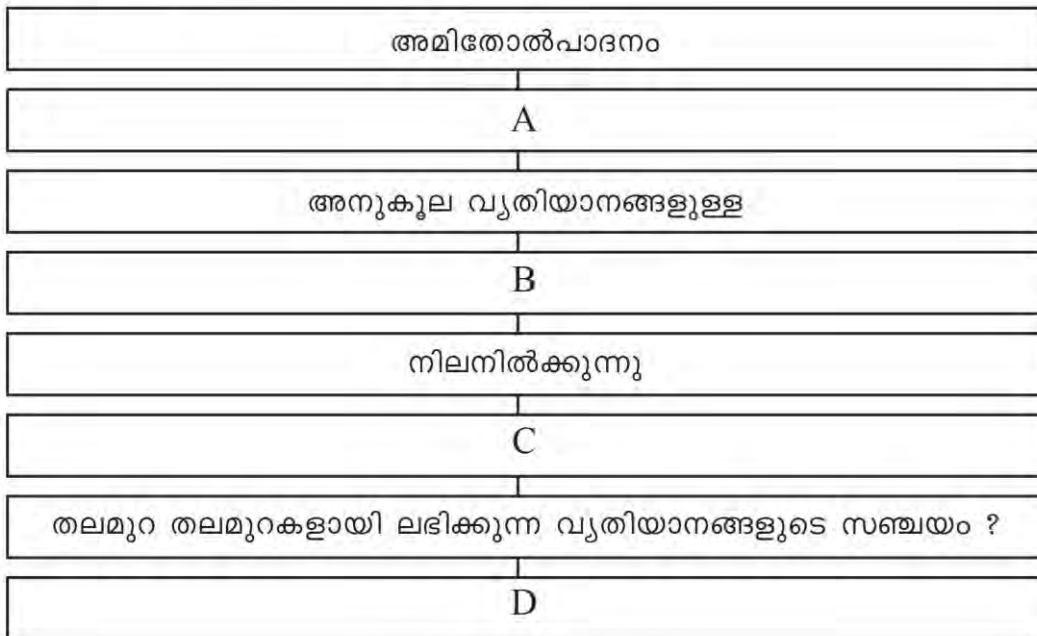 അമിതോൽപാദനം
A
അനുകൂല വ്യതിയാനങ്ങളുള്ള
B
നിലനിൽക്കുന്നു
C
തലമുറ തലമുറകളായി ലഭിക്കുന്ന വ്യതിയാനങ്ങളുടെ സഞ്ചയം ?
D